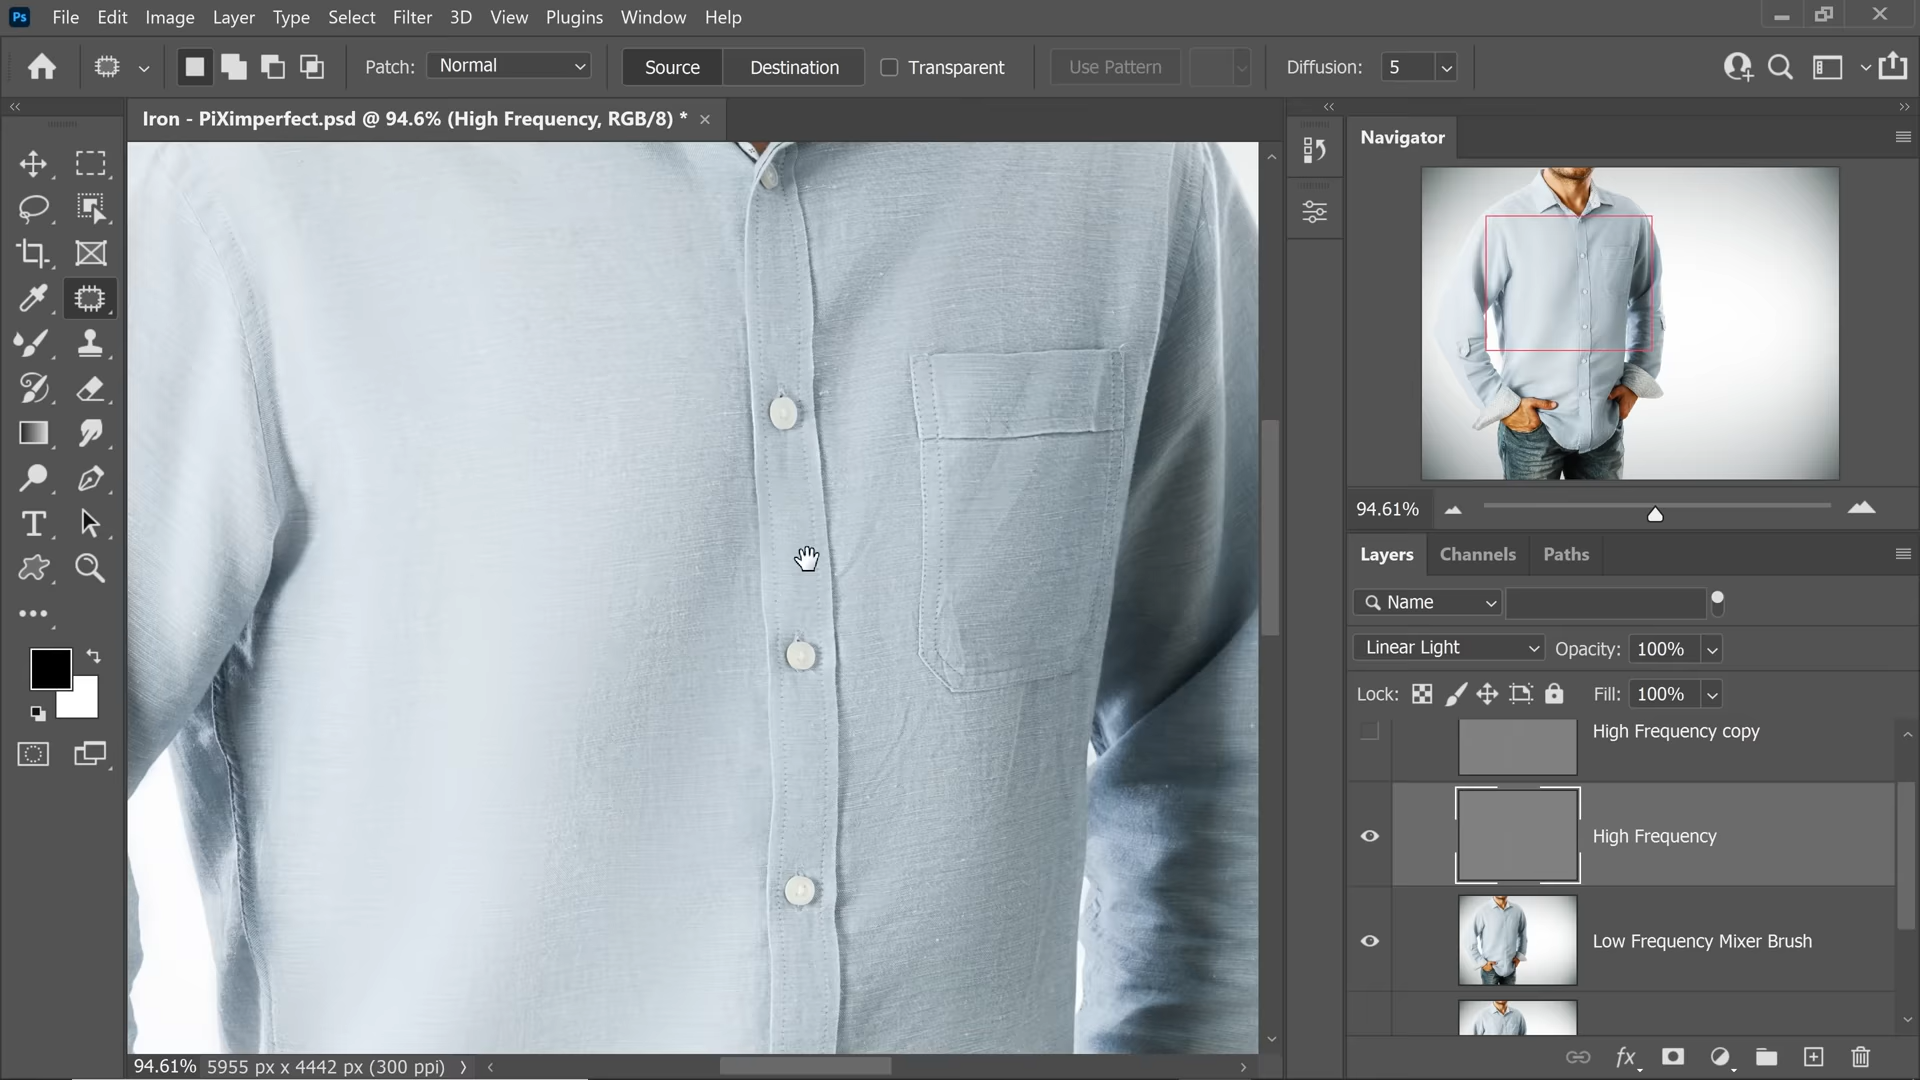 Ps File Edit Image Layer Type Select Filter 3D View Plugins Window Help
Patch: Normal Source Destination Transparent Use Pattern Diffusion: 5
Iron - PiXimperfect.psd @ 94.6% (High Frequency, RGB/8) *
Navigator
94.61%
Layers Channels Paths
Name
Linear Light Opacity: 100%
Lock: Fill: 100%
High Frequency copy
High Frequency
Low Frequency Mixer Brush
fx
94.61% 5955 px x 4442 px (300 ppi)